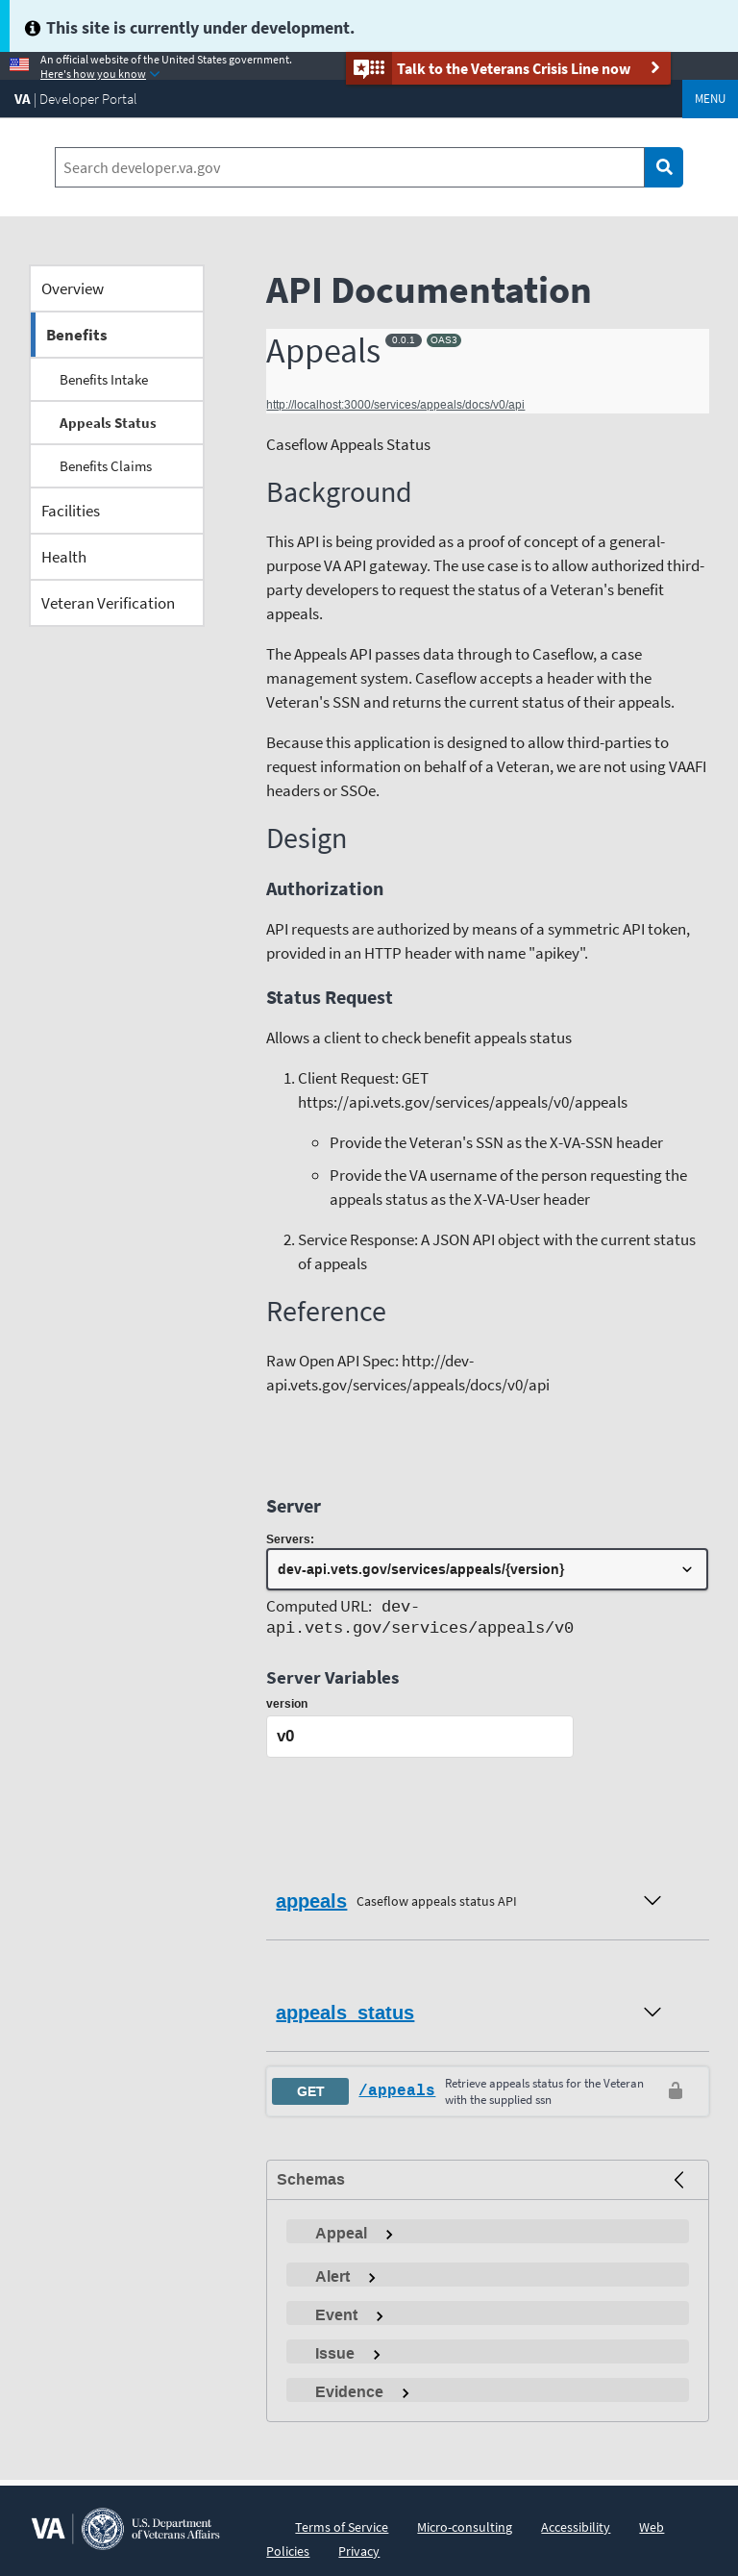 This site is currently under development.
An official website of the United States government.
Here's how you know
Talk to the Veterans Crisis Line now
VA | Developer Portal
MENU
Search developer.va.gov
Overview
Benefits
Benefits Intake
Appeals Status
Benefits Claims
Facilities
Health
Veteran Verification
API Documentation
Appeals 0.0.1 OAS3
http://localhost:3000/services/appeals/docs/v0/api
Caseflow Appeals Status
Background
This API is being provided as a proof of concept of a general-
purpose VA API gateway. The use case is to allow authorized third-
party developers to request the status of a Veteran's benefit
appeals.
The Appeals API passes data through to Caseflow, a case
management system. Caseflow accepts a header with the
Veteran's SSN and returns the current status of their appeals.
Because this application is designed to allow third-parties to
request information on behalf of a Veteran, we are not using VAAFI
headers or SSOe.
Design
Authorization
API requests are authorized by means of a symmetric API token,
provided in an HTTP header with name "apikey".
Status Request
Allows a client to check benefit appeals status
1. Client Request: GET
https://api.vets.gov/services/appeals/v0/appeals
◦ Provide the Veteran's SSN as the X-VA-SSN header
◦ Provide the VA username of the person requesting the
appeals status as the X-VA-User header
2. Service Response: A JSON API object with the current status
of appeals
Reference
Raw Open API Spec: http://dev-
api.vets.gov/services/appeals/docs/v0/api
Server
Servers:
dev-api.vets.gov/services/appeals/{version}
Computed URL: dev-
api.vets.gov/services/appeals/v0
Server Variables
version
v0
appeals Caseflow appeals status API
appeals_status
GET /appeals Retrieve appeals status for the Veteran
with the supplied ssn
Schemas
Appeal
Alert
Event
Issue
Evidence
VA U.S. Department
of Veterans Affairs
Terms of Service Micro-consulting Accessibility Web
Policies Privacy